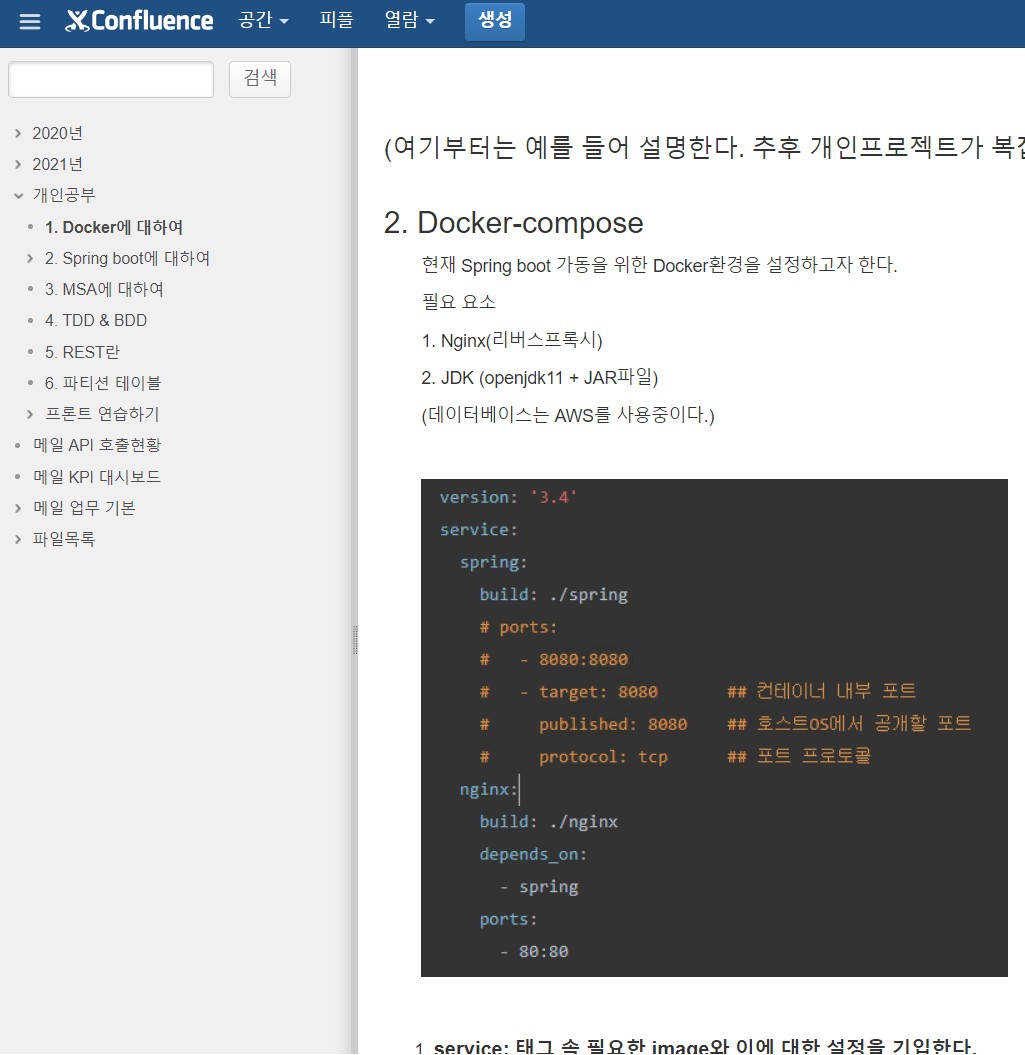 Confluence 공간 피플 열람 생성
검색
2020년
2021년
개인공부
1. Docker에 대하여
2. Spring boot에 대하여
3. MSA에 대하여
4. TDD & BDD
5. REST란
6. 파티션 테이블
프론트 연습하기
메일 API 호출현황
메일 KPI 대시보드
메일 업무 기본
파일목록
(여기부터는 예를 들어 설명한다. 추후 개인프로젝트가
2. Docker-compose
현재 Spring boot 가동을 위한 Docker환경을 설정하고자 한다.
필요 요소
1. Nginx(리버스프록시)
2. JDK (openjdk11 + JAR파일)
(데이터베이스는 AWS를 사용중이다.)
version: '3.4'
service:
spring:
build: ./spring
# ports:
# - 8080:8080
# - target: 8080 ## 컨테이너 내부 포트
# published: 8080 ## 호스트OS에서 공개할 포트
# protocol: tcp ## 포트 프로토콜
nginx:
build: ./nginx
depends_on:
- spring
ports:
- 80:80
1. service: 태그 속 필요한 image와 이에 대한 설정을 기입한다.